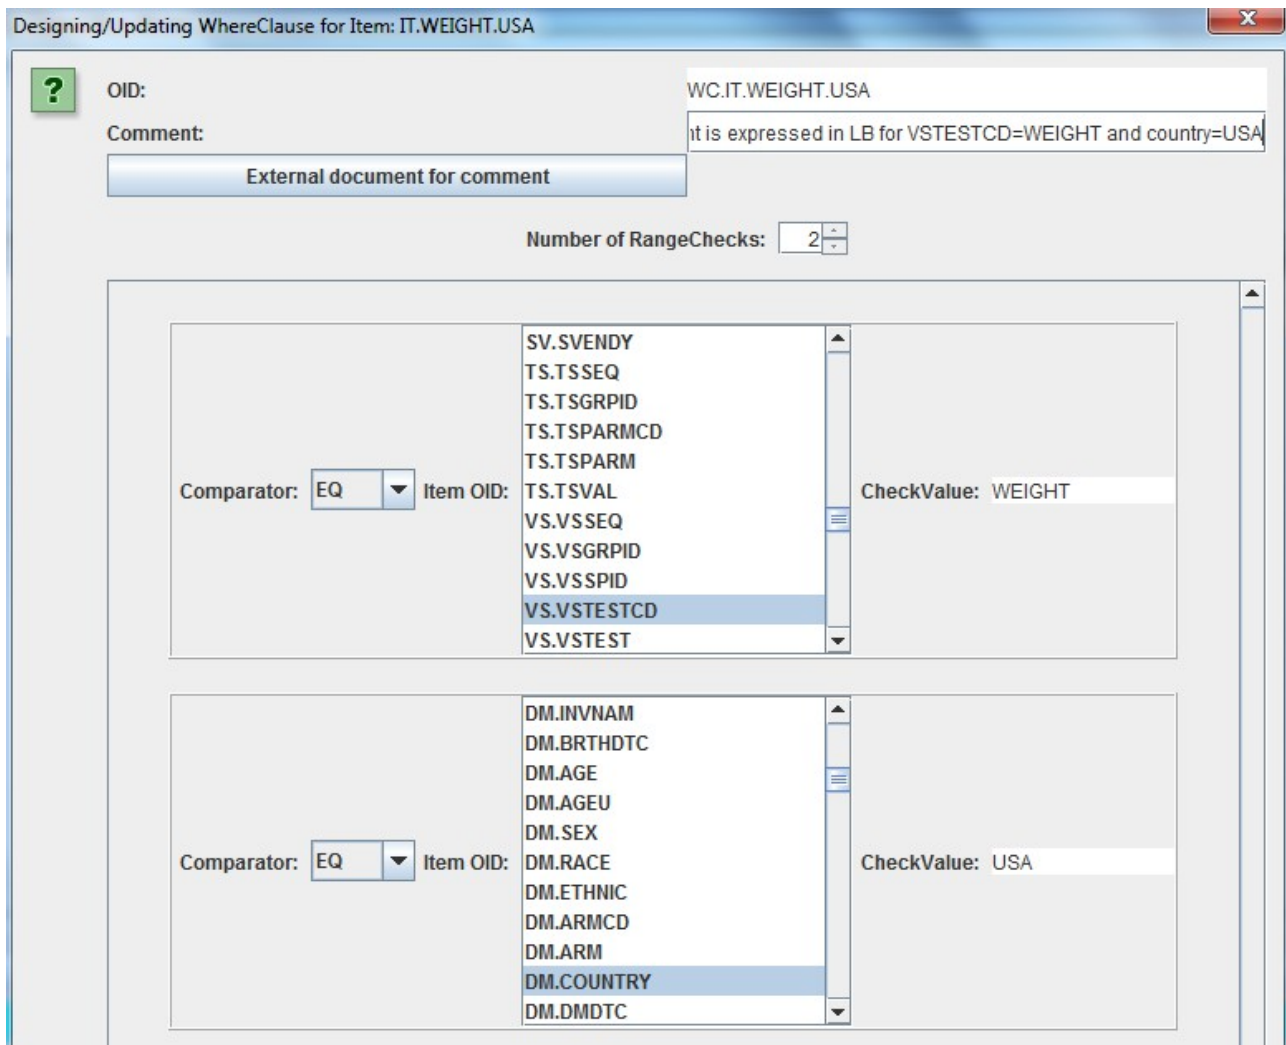 Designing/Updating WhereClause for Item: IT.WEIGHT.USA
x
?
OID: WC.IT.WEIGHT.USA
Comment: is expressed in LB for VSTESTCD=WEIGHT and country=USA
External document for comment
Number of RangeChecks: 2
SV.SVENDY
TS.TSSEQ
TS.TSGRPID
TS.TSPARMCD
TS.TSPARM
Comparator: EQ Item OID: TS.TSVAL CheckValue: WEIGHT
VS.VSSEQ
VS.VSGRPID
VS.VSSPID
VS.VSTESTCD
VS.VSTEST
DM.INVNAM
DM.BRTHDTC
DM.AGE
DM.AGEU
DM.SEX
Comparator: EQ Item OID: DM.RACE CheckValue: USA
DM.ETHNIC
DM.ARMCD
DM.ARM
DM.COUNTRY
DM.DMDTC